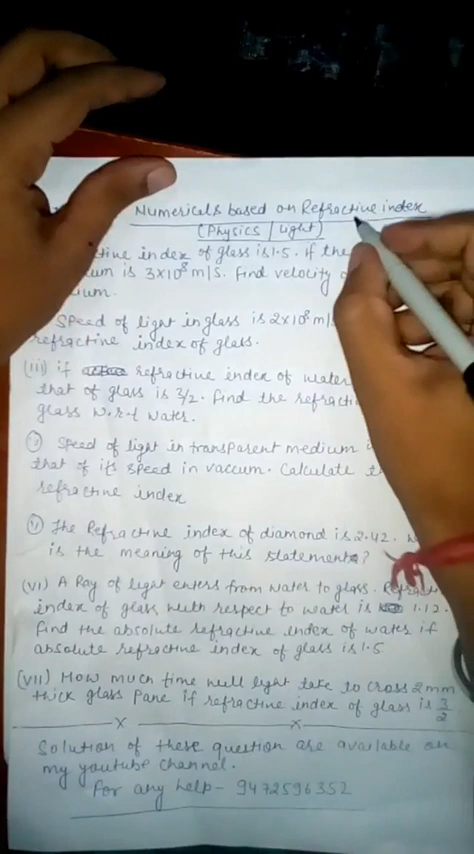 Numericals based on Refractive index
(Physics | Light)
index of glass is 1.5. if the
is 3×10⁸ m/s. find velocity
Speed of light in glass is 2×10⁸ m/s
refractive index of glass.
(iii) if refractive index of water
that of glass is 3/2. find the
glass w.r.t water.
(iv) Speed of light in transparent medium
that of its speed in vaccum. Calculate
refractive index
(v) The Refractive index of diamond is 2.42.
is the meaning of this statement?
(VI) A Ray of light enters from water to glass.
index of glass with respect to water is 1.12.
find the absolute refractive index of water if
absolute refractive index of glass is 1.5
(VII) How much time will light take to cross 2mm
thick glass pane if refractive index of glass is 3/2
x x
Solution of these question are available on
my youtube channel.
For any help- 9472596352